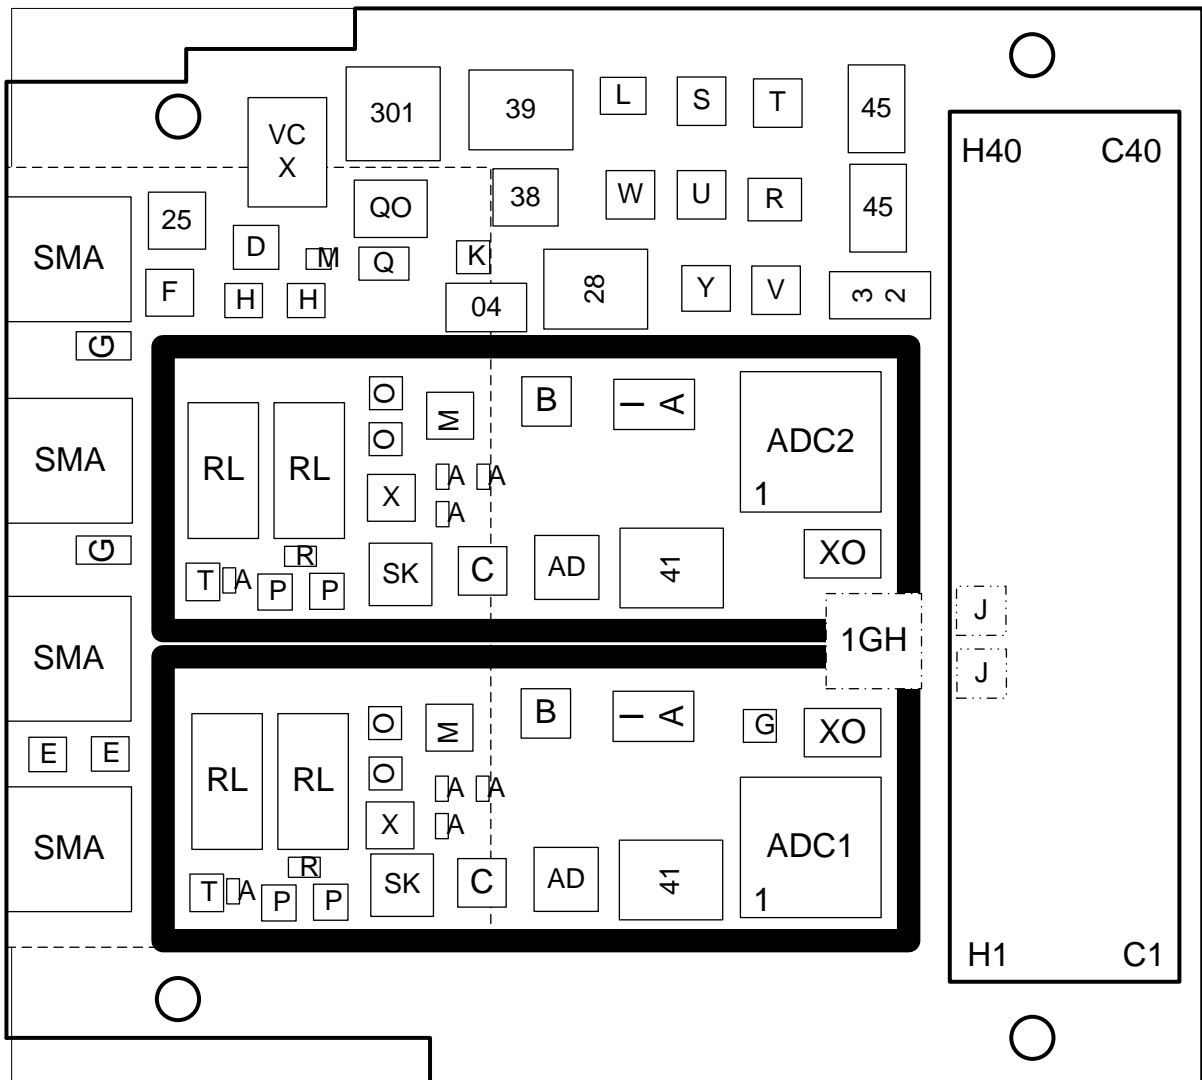 301
39
L
S
T
45
VC
X
H40
C40
25
QO
38
W
U
R
45
SMA
D
M
Q
K
F
H
H
04
28
Y
V
3 2
G
O
M
B
I A
ADC2
1
SMA
RL
RL
O
X
A
A
A
G
R
T
A
P
P
SK
C
AD
41
XO
1GH
J
J
SMA
O
M
B
I A
G
XO
E
E
RL
RL
O
A
A
X
A
ADC1
1
SMA
R
T
A
P
P
SK
C
AD
41
H1
C1